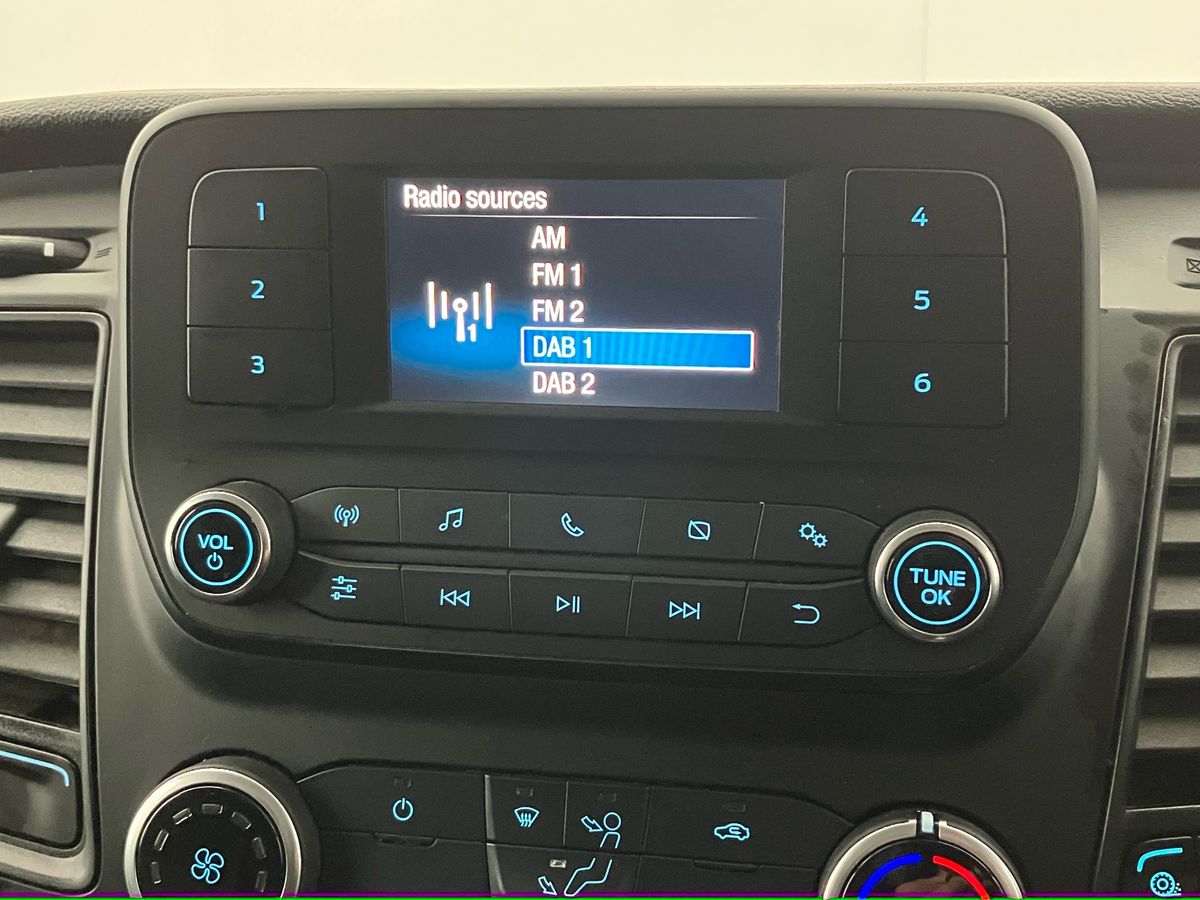 Radio sources
AM
FM 1
FM 2
DAB 1
DAB 2
1
1
2
3
4
5
6
VOL
TUNE
OK